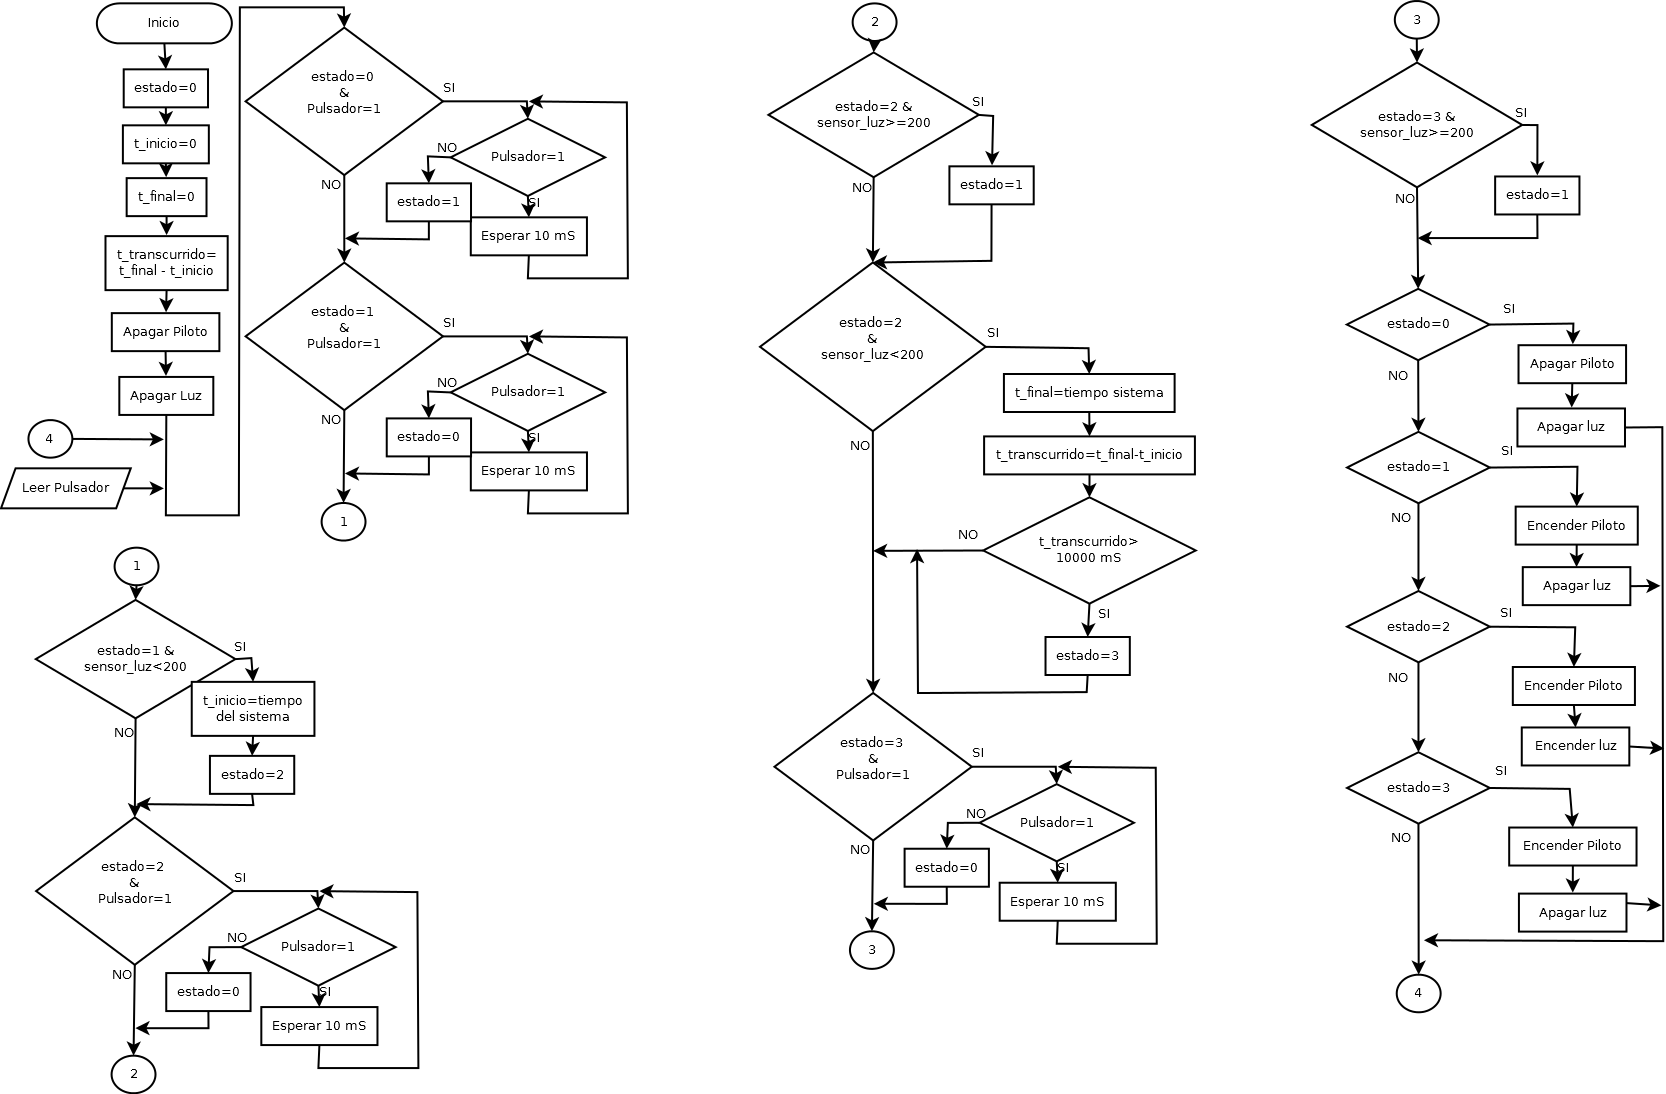 Inicio
estado=0
t_inicio=0
t_final=0
t_transcurrido=
t_final - t_inicio
Apagar Piloto
Apagar Luz
4
Leer Pulsador
estado=0
&
Pulsador=1
SI
NO
Pulsador=1
NO
SI
estado=1
Esperar 10 mS
estado=1
&
Pulsador=1
SI
NO
Pulsador=1
NO
SI
estado=0
Esperar 10 mS
1
1
estado=1 &
sensor_luz<200
SI
NO
t_inicio=tiempo
del sistema
estado=2
estado=2
&
Pulsador=1
SI
NO
Pulsador=1
NO
SI
estado=0
Esperar 10 mS
2
2
estado=2 &
sensor_luz>=200
SI
NO
estado=1
estado=2
&
sensor_luz<200
SI
NO
t_final=tiempo sistema
t_transcurrido=t_final-t_inicio
t_transcurrido>
10000 mS
NO
SI
estado=3
estado=3
&
Pulsador=1
SI
NO
Pulsador=1
NO
SI
estado=0
Esperar 10 mS
3
3
estado=3 &
sensor_luz>=200
SI
NO
estado=1
estado=0
SI
NO
Apagar Piloto
Apagar luz
estado=1
SI
NO
Encender Piloto
Apagar luz
estado=2
SI
NO
Encender Piloto
Encender luz
estado=3
SI
NO
Encender Piloto
Apagar luz
4